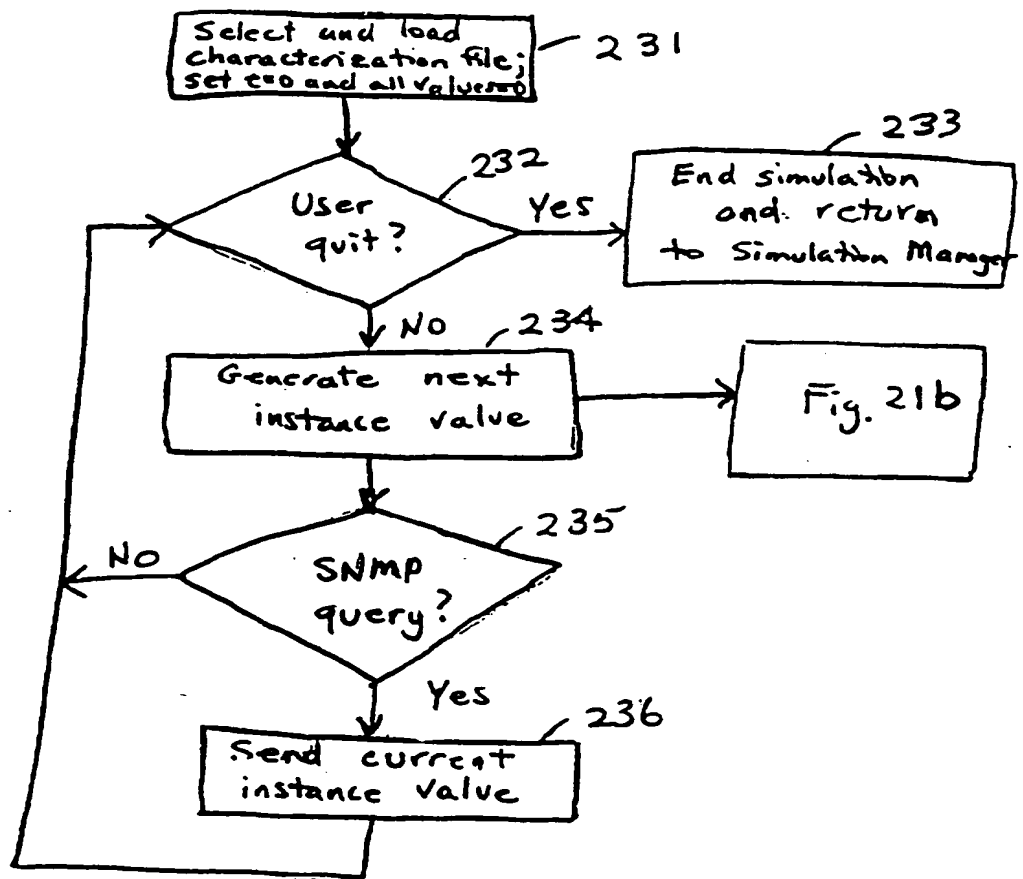 Select and load
characterization file;
set t=0 and all values=0
231
232
233
User
quit?
Yes
End simulation
and return
to Simulation Manager
No
234
Generate next
instance value
Fig. 21b
235
No
SNMP
query?
Yes
236
Send current
instance value